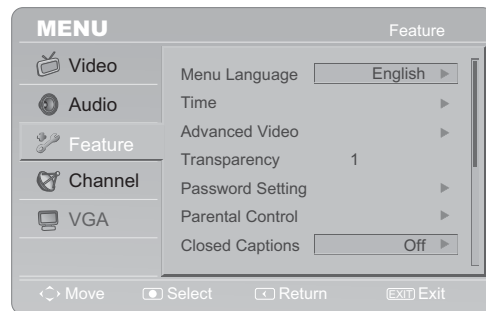 MENU Feature
Video
Audio
Feature
Channel
VGA
Menu Language English
Time
Advanced Video
Transparency 1
Password Setting
Parental Control
Closed Captions Off
Move Select Return EXIT Exit